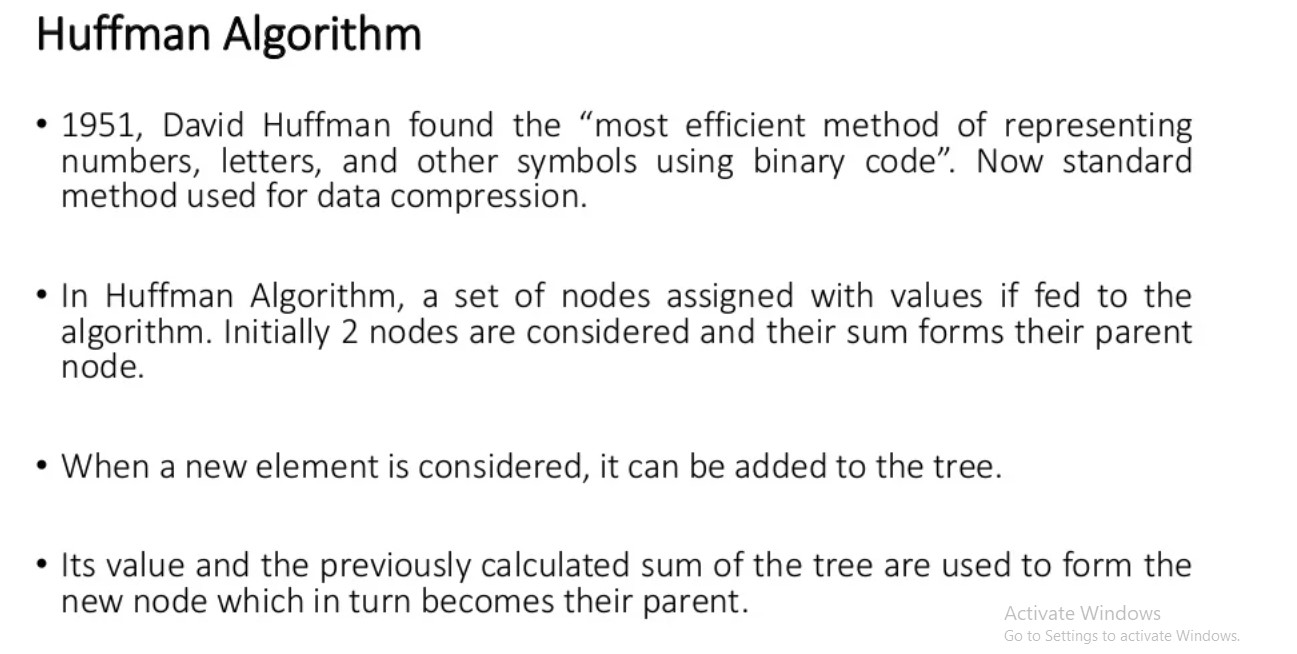 Huffman Algorithm
• 1951, David Huffman found the “most efficient method of representing
numbers, letters, and other symbols using binary code”. Now standard
method used for data compression.
• In Huffman Algorithm, a set of nodes assigned with values if fed to the
algorithm. Initially 2 nodes are considered and their sum forms their parent
node.
• When a new element is considered, it can be added to the tree.
• Its value and the previously calculated sum of the tree are used to form the
new node which in turn becomes their parent.
Activate Windows
Go to Settings to activate Windows.